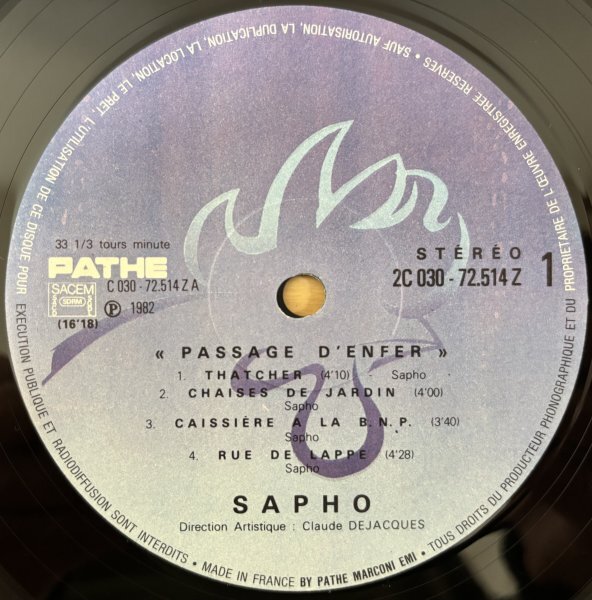 TOUS DROITS DU PRODUCTEUR PHONOGRAPHIQUE ET DU PROPRIETAIRE DE L'ŒUVRE ENREGISTREE RESERVES • SAUF AUTORISATION, LA DUPLICATION, LA LOCATION, LE PRET, L'UTILISATION DE CE DISQUE POUR EXECUTION PUBLIQUE ET RADIODIFFUSION SONT INTERDITS • MADE IN FRANCE BY PATHE MARCONI EMI •
33 1/3 tours minute
PATHE
SACEM
SDRM
C 030 - 72.514 Z A
Ⓟ 1982
(16'18)
STÉRÉO
2C 030 - 72.514 Z
1
« PASSAGE D'ENFER »
1. THATCHER (4'10) - Sapho
2. CHAISES DE JARDIN (4'00)
Sapho
3. CAISSIÈRE A LA B.N.P. (3'40)
Sapho
4. RUE DE LAPPE (4'28)
Sapho
SAPHO
Direction Artistique : Claude DEJACQUES